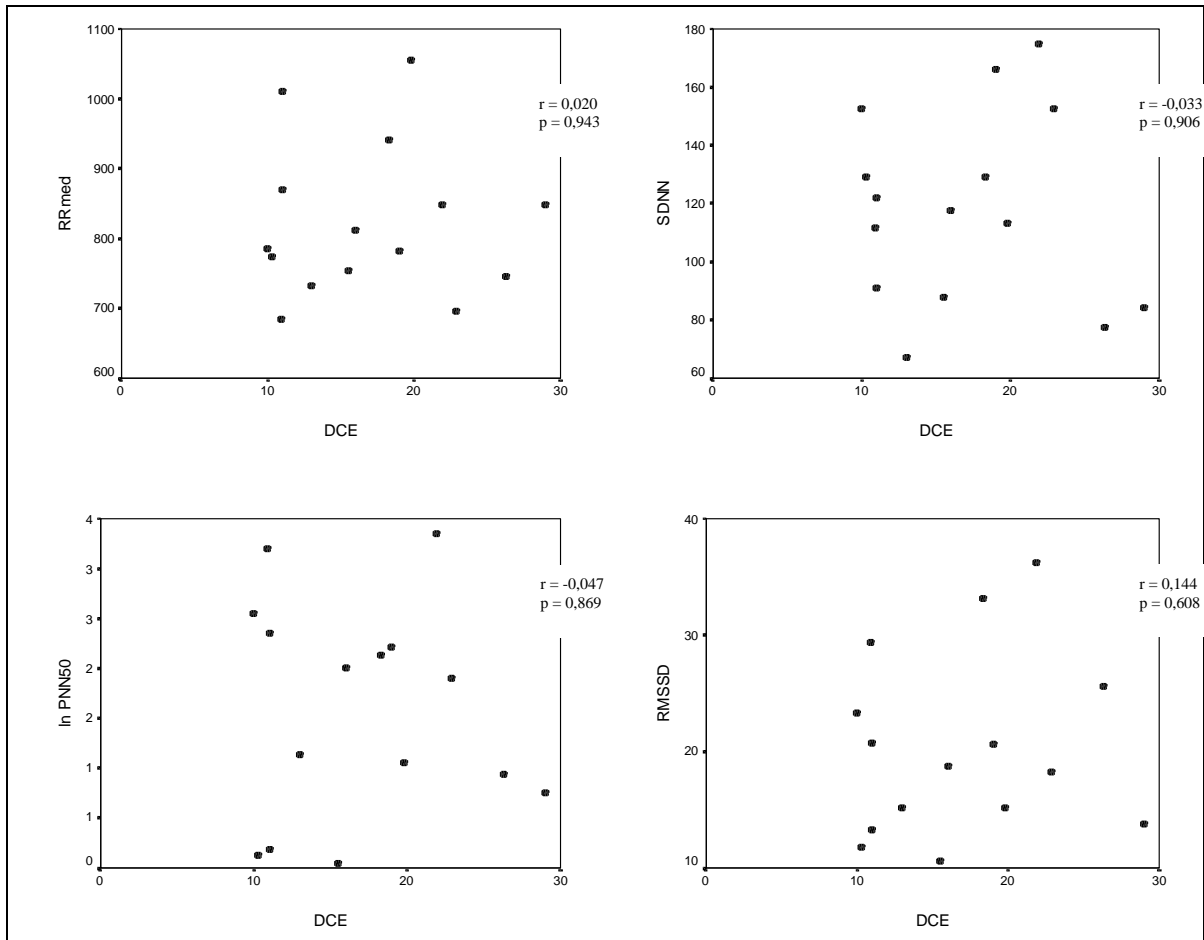 1100
1000
900
800
700
600
0
10
20
30
RRmed
DCE
r = 0,020
p = 0,943
180
160
140
120
100
80
60
0
10
20
30
SDNN
DCE
r = -0,033
p = 0,906
4
3
3
2
2
1
1
0
0
10
20
30
ln PNN50
DCE
r = -0,047
p = 0,869
40
30
20
10
0
10
20
30
RMSSD
DCE
r = 0,144
p = 0,608